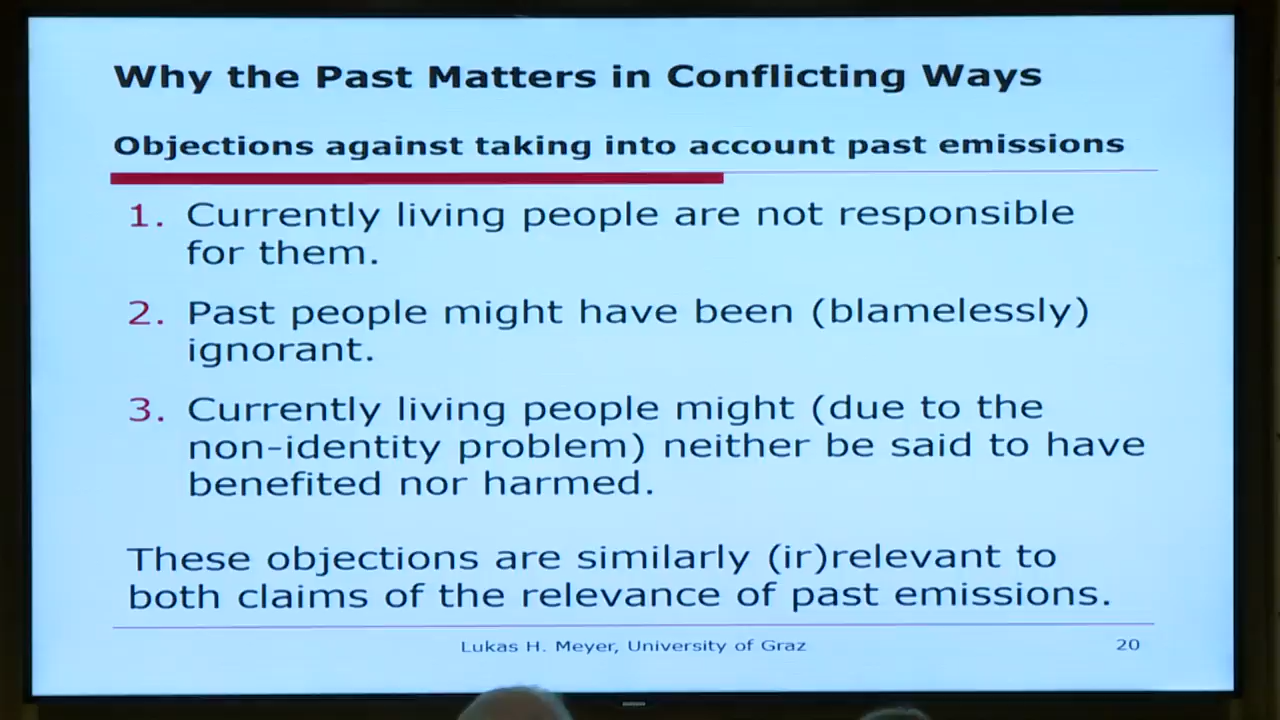 Why the Past Matters in Conflicting Ways
Objections against taking into account past emissions
1. Currently living people are not responsible
for them.
2. Past people might have been (blamelessly)
ignorant.
3. Currently living people might (due to the
non-identity problem) neither be said to have
benefited nor harmed.
These objections are similarly (ir)relevant to
both claims of the relevance of past emissions.
Lukas H. Meyer, University of Graz 20